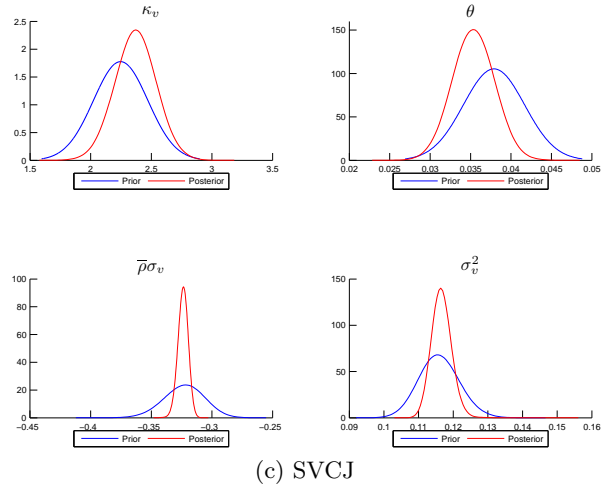 κ_v
2.5
2
1.5
1
0.5
0
1.5 2 2.5 3 3.5
Prior Posterior
θ
150
100
50
0
0.02 0.025 0.03 0.035 0.04 0.045 0.05
Prior Posterior
ρ̅σ_v
100
80
60
40
20
0
−0.45 −0.4 −0.35 −0.3 −0.25
Prior Posterior
σ_v^2
150
100
50
0
0.09 0.1 0.11 0.12 0.13 0.14 0.15 0.16
Prior Posterior
(c) SVCJ